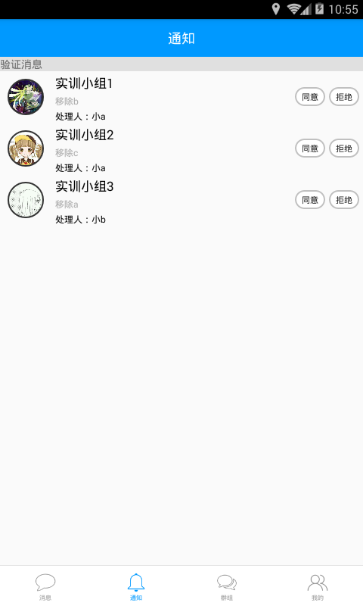 10:55
通知
验证消息
实训小组1
移除b
处理人：小a
同意
拒绝
实训小组2
移除c
处理人：小a
同意
拒绝
实训小组3
移除a
处理人：小b
同意
拒绝
消息
通知
群组
我的